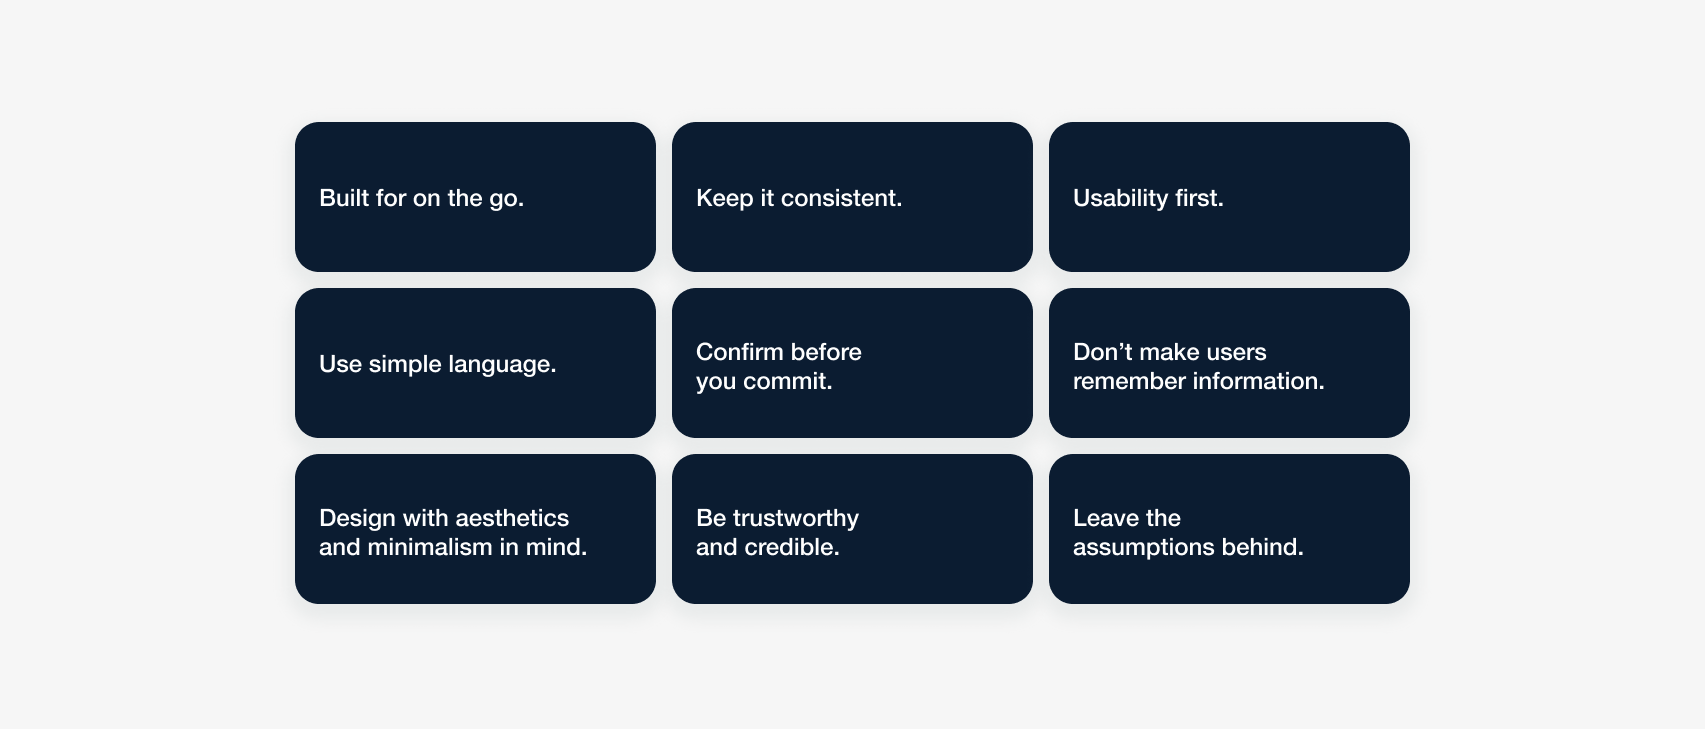 Built for on the go.
Keep it consistent.
Usability first.
Use simple language.
Confirm before
you commit.
Don’t make users
remember information.
Design with aesthetics
and minimalism in mind.
Be trustworthy
and credible.
Leave the
assumptions behind.